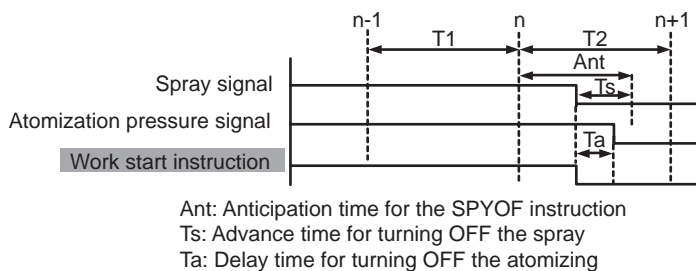 n-1 n n+1
T1 T2
Ant
Spray signal Ts
Atomization pressure signal
Ta
Work start instruction
Ant: Anticipation time for the SPYOF instruction
Ts: Advance time for turning OFF the spray
Ta: Delay time for turning OFF the atomizing